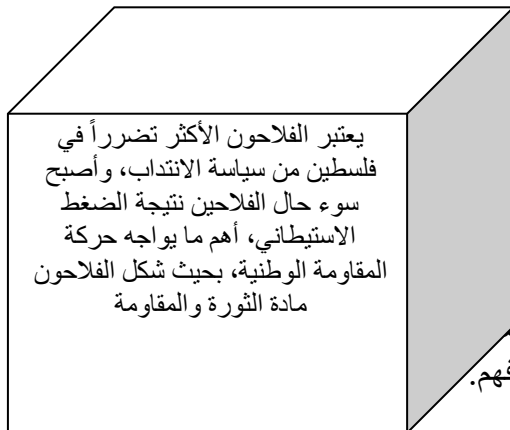 يعتبر الفلاحون الأكثر تضرراً في
فلسطين من سياسة الانتداب، وأصبح
سوء حال الفلاحين نتيجة الضغط
الاستيطاني، أهم ما يواجه حركة
المقاومة الوطنية، بحيث شكل الفلاحون
مادة الثورة والمقاومة